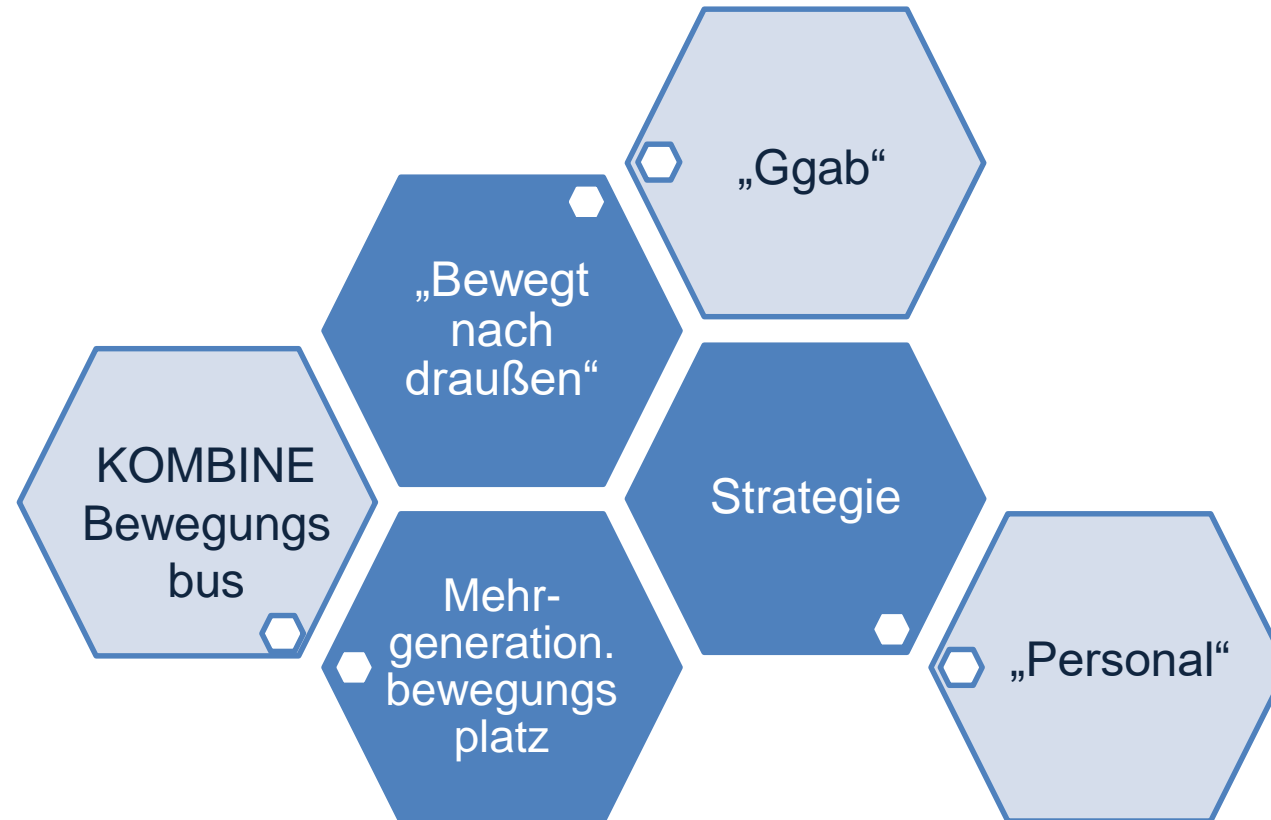 „Ggab“
„Bewegt
nach
draußen“
KOMBINE
Bewegungs
bus
Strategie
Mehr-
generation.
bewegungs
platz
„Personal“